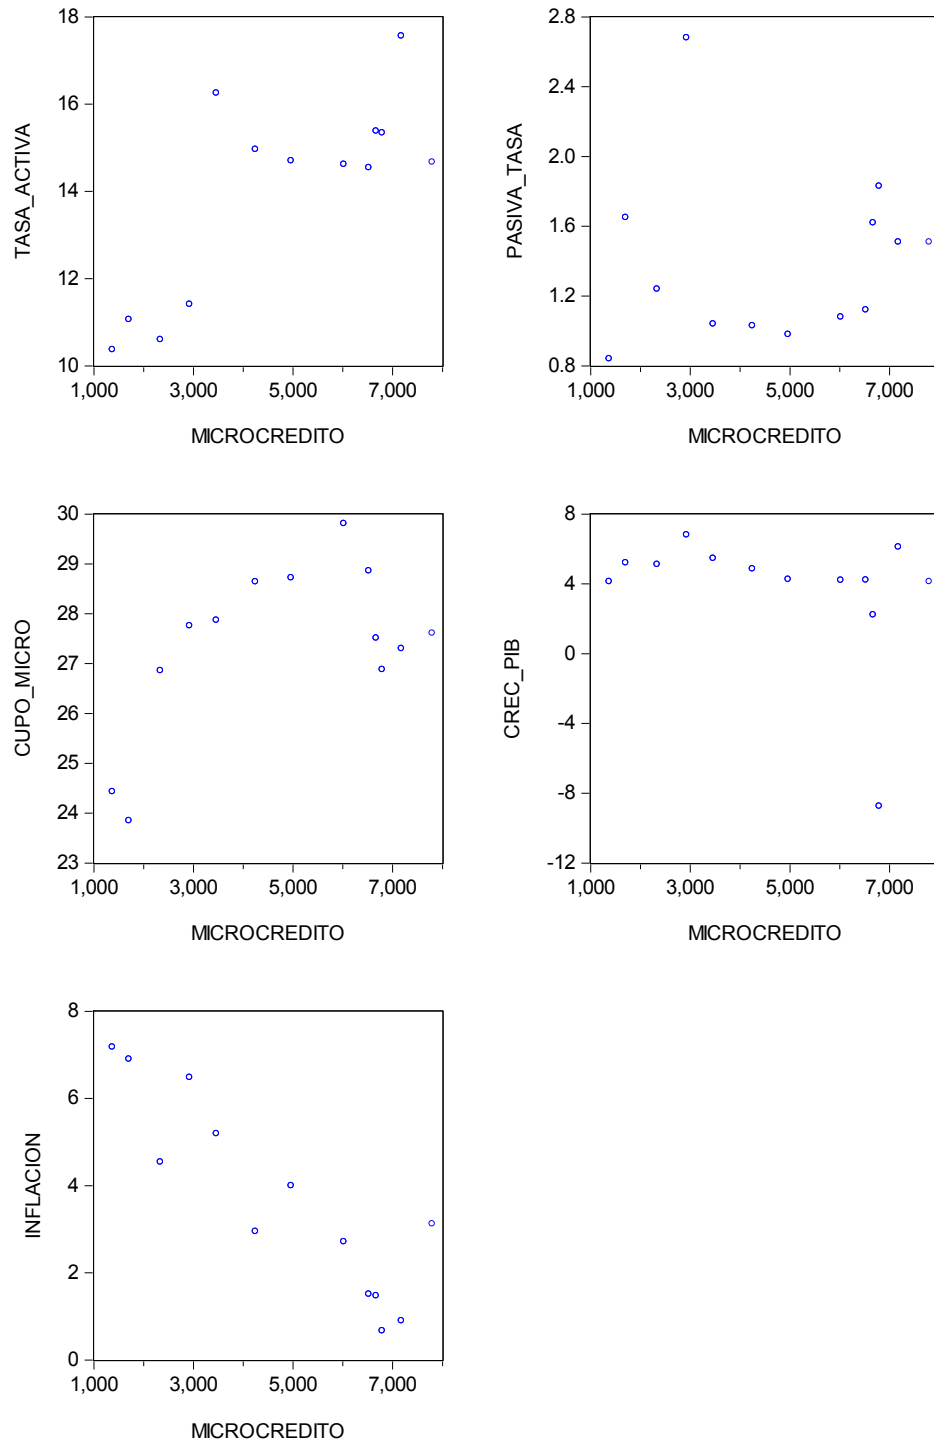 18
16
14
12
10
TASA_ACTIVA
1,000 3,000 5,000 7,000
MICROCREDITO
2.8
2.4
2.0
1.6
1.2
0.8
PASIVA_TASA
1,000 3,000 5,000 7,000
MICROCREDITO
30
29
28
27
26
25
24
23
CUPO_MICRO
1,000 3,000 5,000 7,000
MICROCREDITO
8
4
0
-4
-8
-12
CREC_PIB
1,000 3,000 5,000 7,000
MICROCREDITO
8
6
4
2
0
INFLACION
1,000 3,000 5,000 7,000
MICROCREDITO